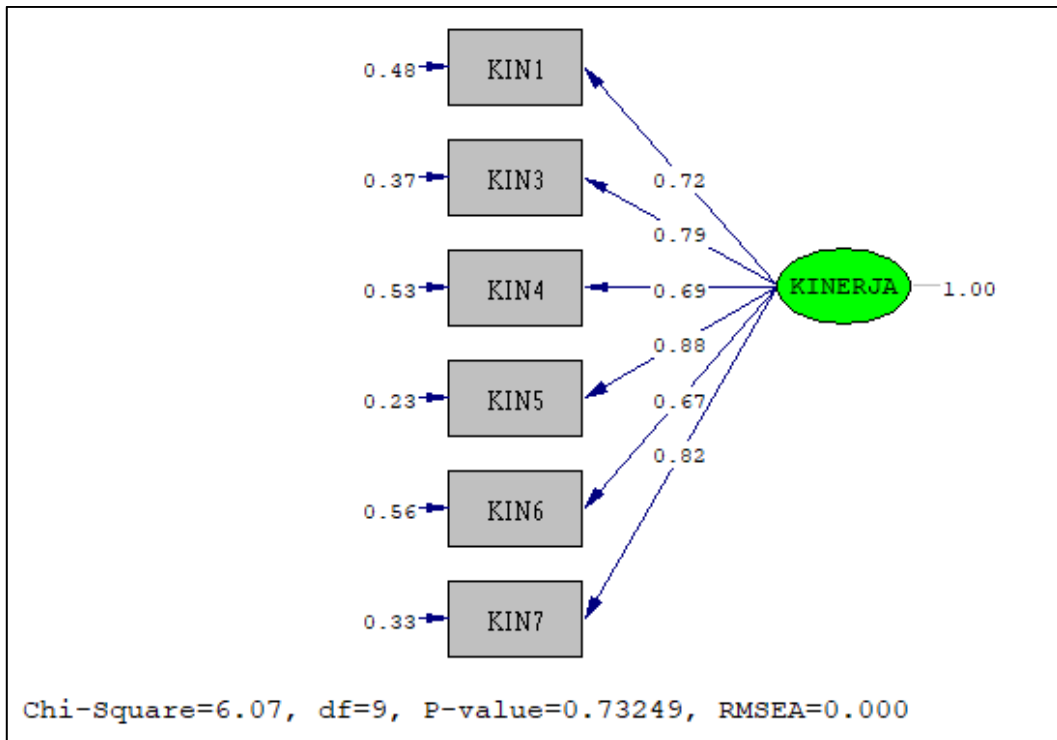 0.48 KIN1
0.72
0.37 KIN3
0.79
0.53 KIN4 0.69 KINERJA 1.00
0.88
0.23 KIN5
0.67
0.82
0.56 KIN6
0.33 KIN7
Chi-Square=6.07, df=9, P-value=0.73249, RMSEA=0.000